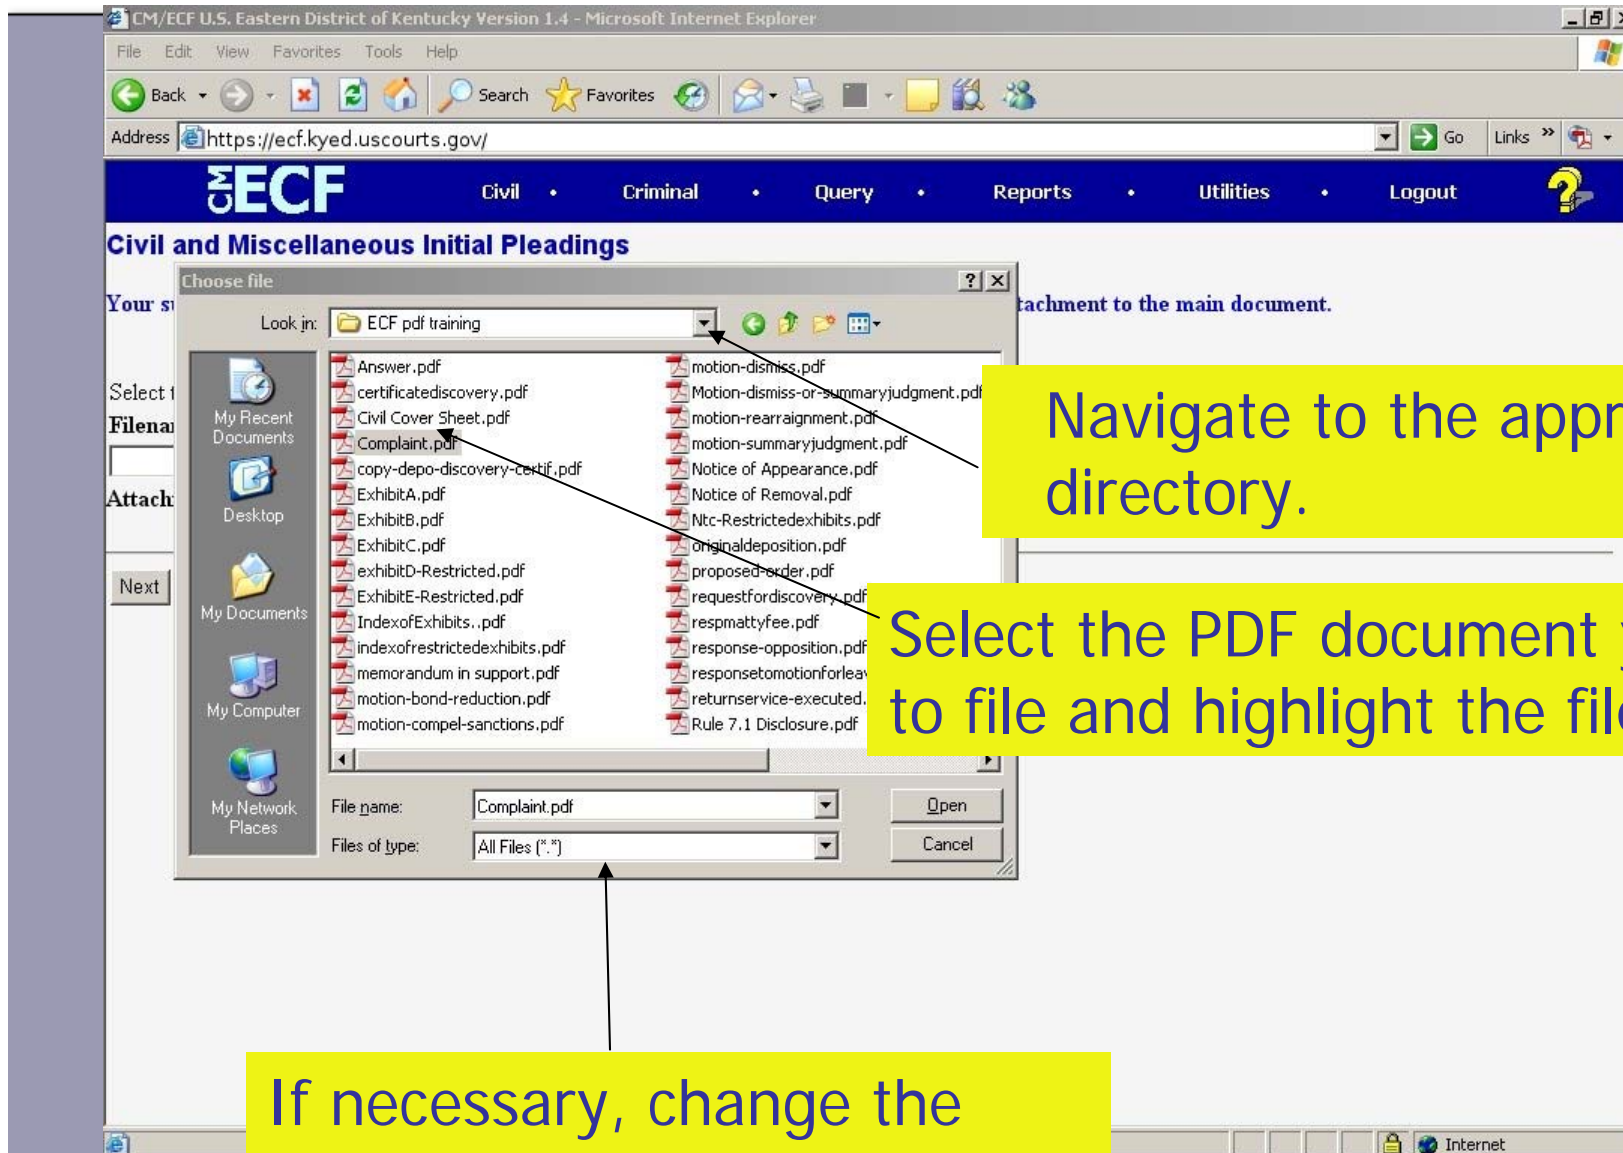 CM/ECF U.S. Eastern District of Kentucky Version 1.4 - Microsoft Internet Explorer
File Edit View Favorites Tools Help
Back Search Favorites
Address https://ecf.kyed.uscourts.gov/ Go Links »
CM ECF Civil • Criminal • Query • Reports • Utilities • Logout ?
Civil and Miscellaneous Initial Pleadings
Choose file
Your tachment to the main document.
Look in: ECF pdf training
Answer.pdf motion-dismiss.pdf
Select certificatediscovery.pdf Motion-dismiss-or-summaryjudgment.pdf
My Recent Documents
Civil Cover Sheet.pdf motion-rearraignment.pdf
Complaint.pdf motion-summaryjudgment.pdf
copy-depo-discovery-certif.pdf Notice of Appearance.pdf
ExhibitA.pdf Notice of Removal.pdf
Desktop
ExhibitB.pdf Ntc-Restrictedexhibits.pdf
ExhibitC.pdf originaldeposition.pdf
exhibitD-Restricted.pdf proposed-order.pdf
Next
ExhibitE-Restricted.pdf requestfordiscovery.pdf
My Documents
IndexofExhibits..pdf respmattyfee.pdf
indexofrestrictedexhibits.pdf response-opposition.pdf
memorandum in support.pdf responsetomotionforleav
motion-bond-reduction.pdf returnservice-executed.
My Computer
motion-compel-sanctions.pdf Rule 7.1 Disclosure.pdf
My Network Places
File name: Complaint.pdf Open
Files of type: All Files (*.*) Cancel
Navigate to the appr
directory.
Select the PDF document
to file and highlight the file
If necessary, change the
Internet